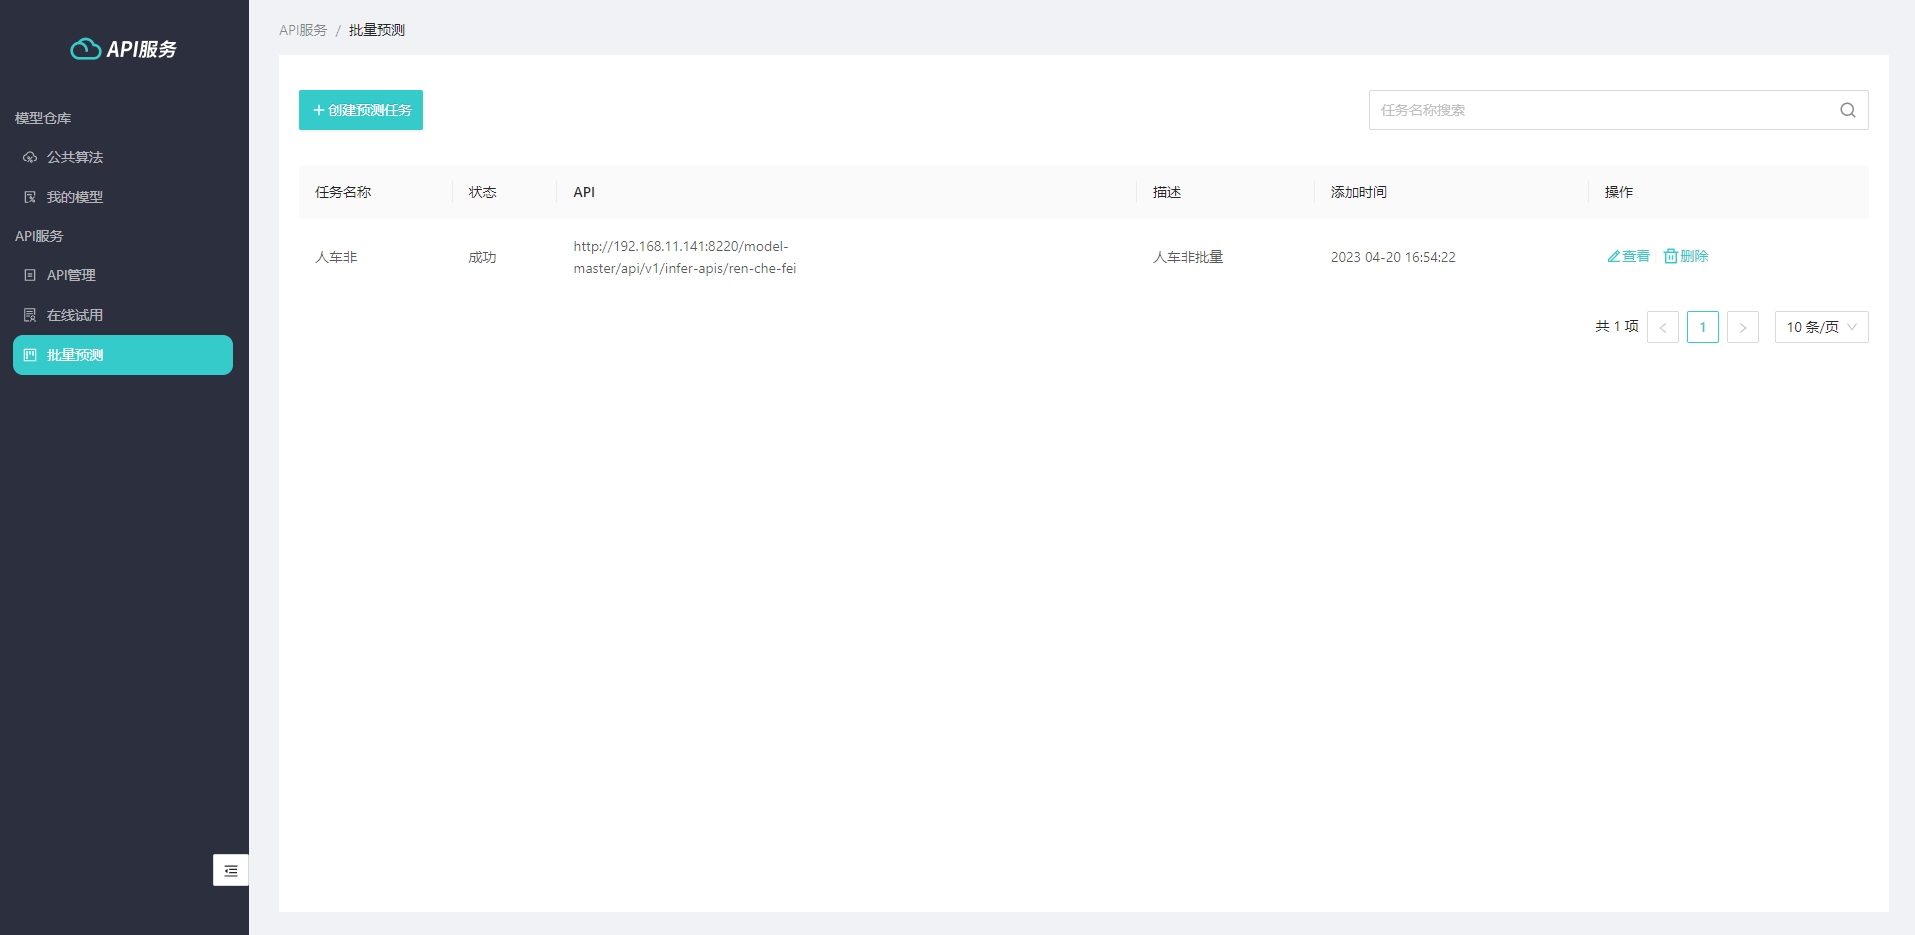 API服务
模型仓库
公共算法
我的模型
API服务
API管理
在线试用
批量预测
API服务 / 批量预测
+ 创建预测任务
任务名称搜索
任务名称 状态 API 描述 添加时间 操作
人车非 成功 http://192.168.11.141:8220/model-
master/api/v1/infer-apis/ren-che-fei 人车非批量 2023 04-20 16:54:22 查看 删除
共 1 项 < 1 > 10 条/页